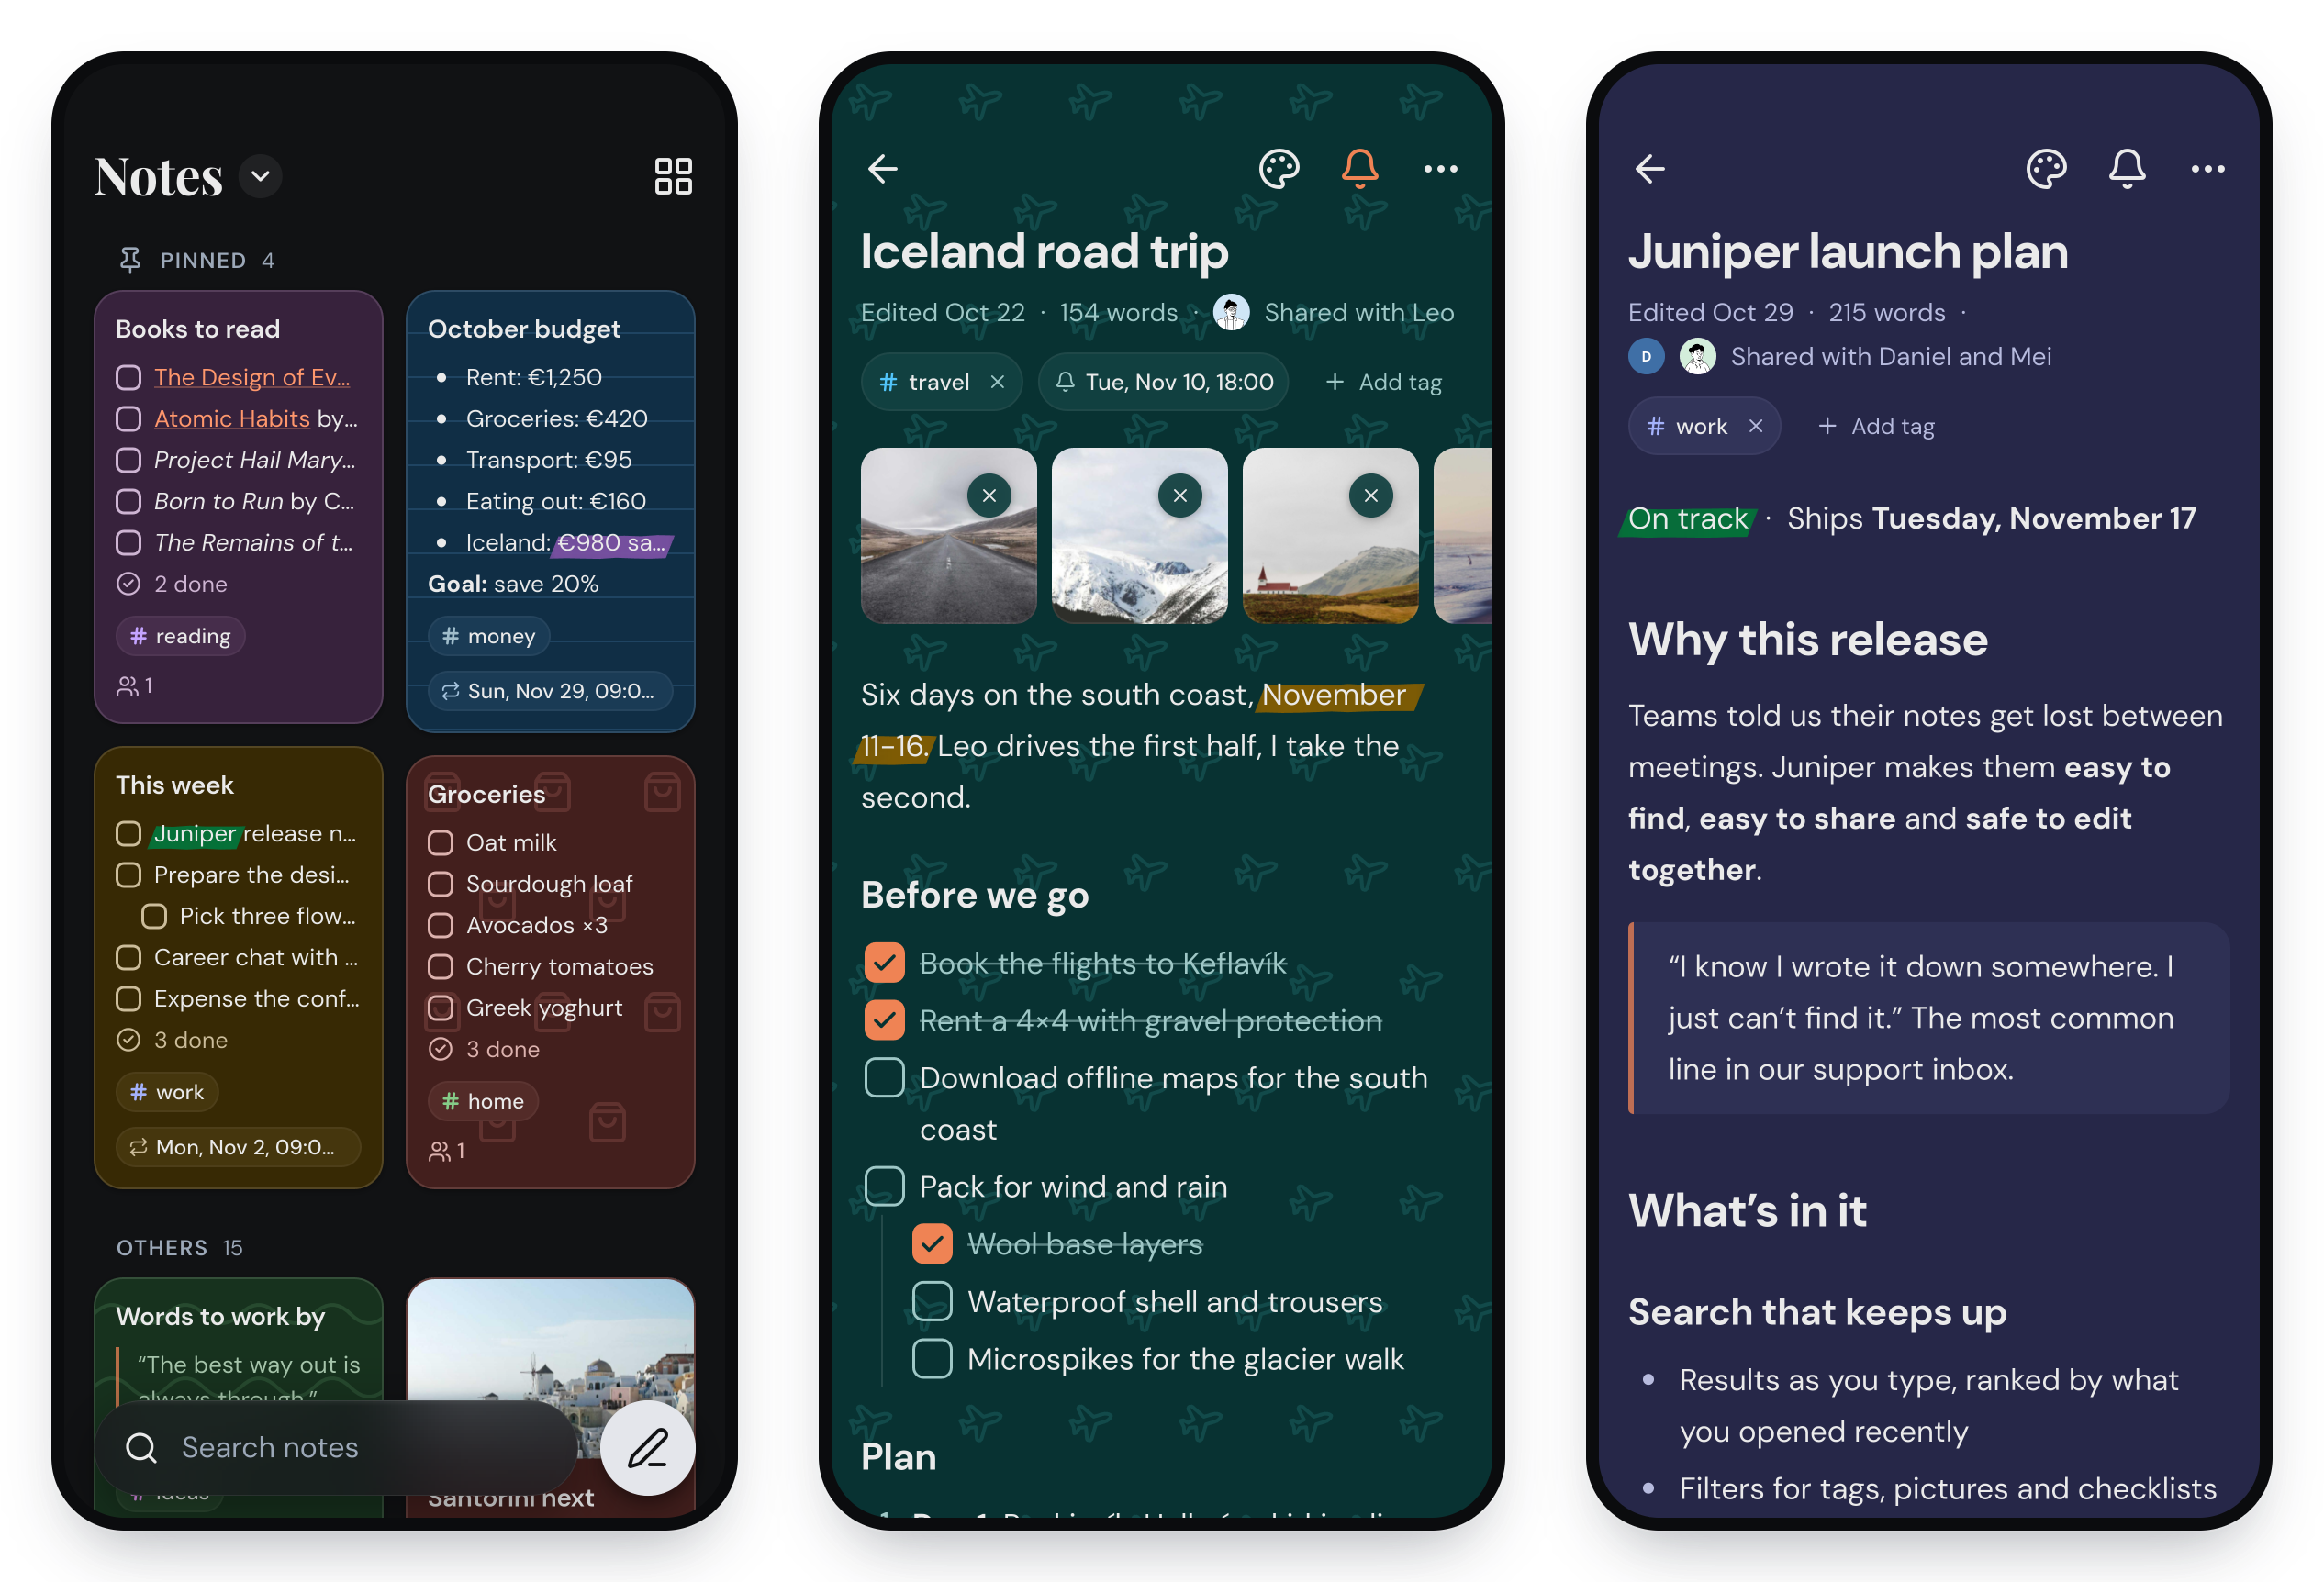 Notes
PINNED 4
Books to read
The Design of Ev...
Atomic Habits by...
Project Hail Mary...
Born to Run by C...
The Remains of t...
2 done
# reading
1
October budget
Rent: €1,250
Groceries: €420
Transport: €95
Eating out: €160
Iceland: €980 sa...
Goal: save 20%
# money
Sun, Nov 29, 09:0...
This week
Juniper release n...
Prepare the desi...
Pick three flow...
Career chat with ...
Expense the conf...
3 done
# work
Mon, Nov 2, 09:0...
Groceries
Oat milk
Sourdough loaf
Avocados ×3
Cherry tomatoes
Greek yoghurt
3 done
# home
1
OTHERS 15
Words to work by
“The best way out is
always through.”
# ideas
Santorini next
Search notes
Iceland road trip
Edited Oct 22 · 154 words · Shared with Leo
# travel × Tue, Nov 10, 18:00 + Add tag
Six days on the south coast, November
11–16. Leo drives the first half, I take the
second.
Before we go
Book the flights to Keflavík
Rent a 4×4 with gravel protection
Download offline maps for the south
coast
Pack for wind and rain
Wool base layers
Waterproof shell and trousers
Microspikes for the glacier walk
Plan
Juniper launch plan
Edited Oct 29 · 215 words ·
D Shared with Daniel and Mei
# work × + Add tag
On track · Ships Tuesday, November 17
Why this release
Teams told us their notes get lost between
meetings. Juniper makes them easy to
find, easy to share and safe to edit
together.
“I know I wrote it down somewhere. I
just can’t find it.” The most common
line in our support inbox.
What’s in it
Search that keeps up
Results as you type, ranked by what
you opened recently
Filters for tags, pictures and checklists